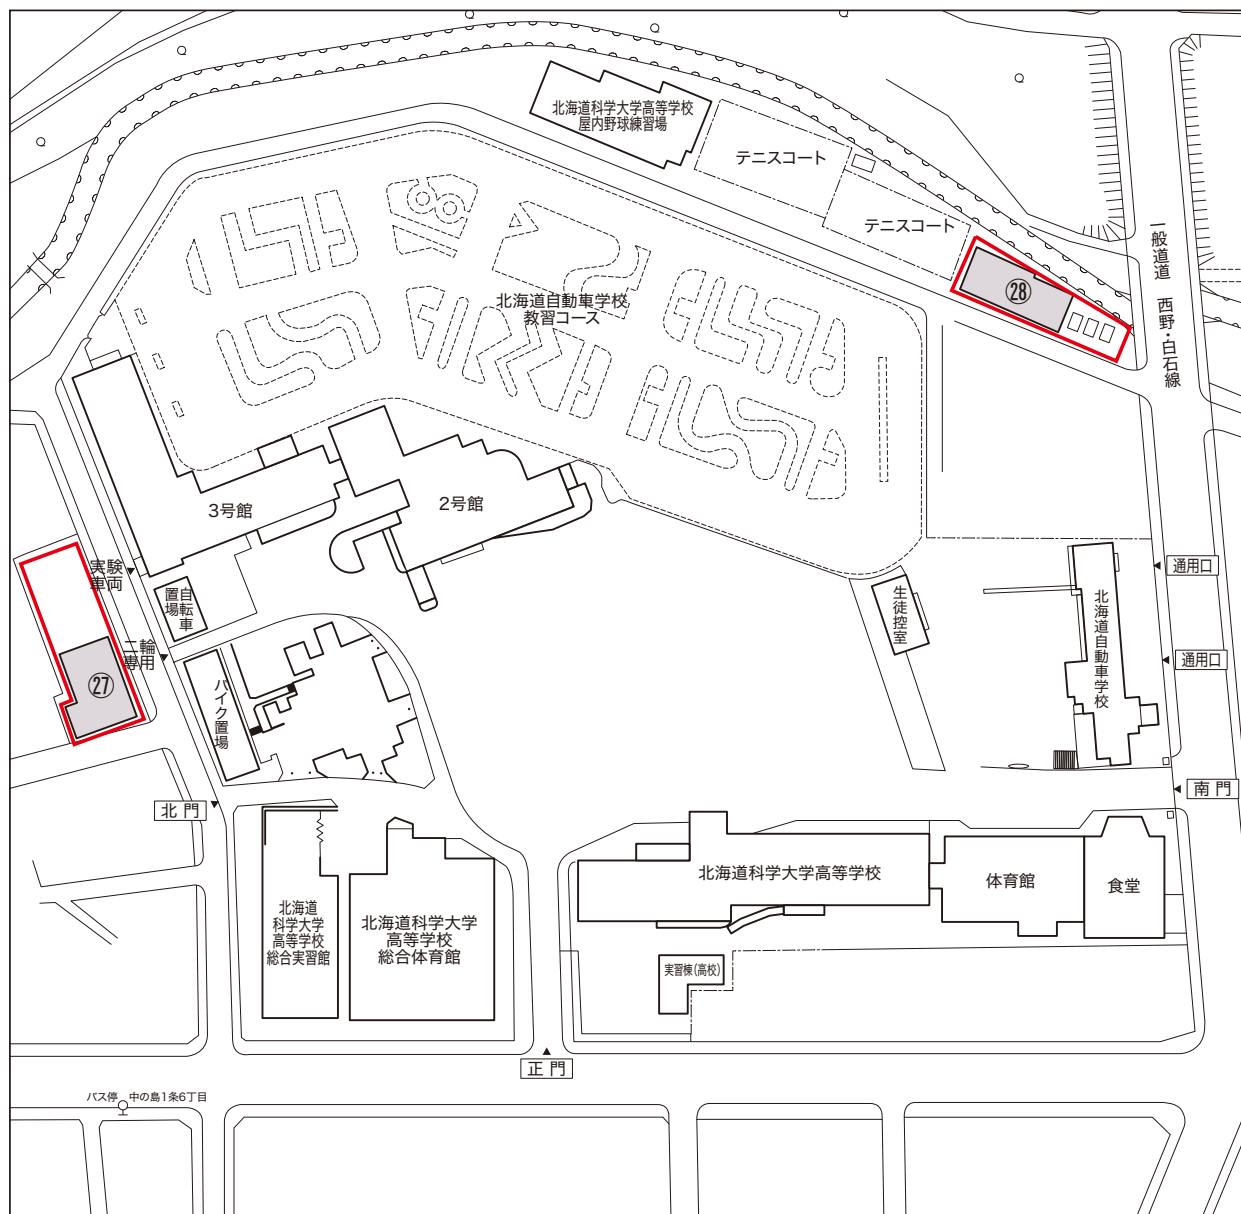 北海道科学大学高等学校
屋内野球練習場
テニスコート
テニスコート
一般道道 西野・白石線
㉘
北海道自動車学校
教習コース
3号館
2号館
実験
車両
自転車
置場
二輪
専用
㉗
バイク置場
生徒控室
北海道自動車学校
通用口
通用口
南門
北門
北海道科学大学高等学校
体育館
食堂
北海道
科学大学
高等学校
総合実習館
北海道科学大学
高等学校
総合体育館
実習棟(高校)
正門
バス停 中の島1条6丁目